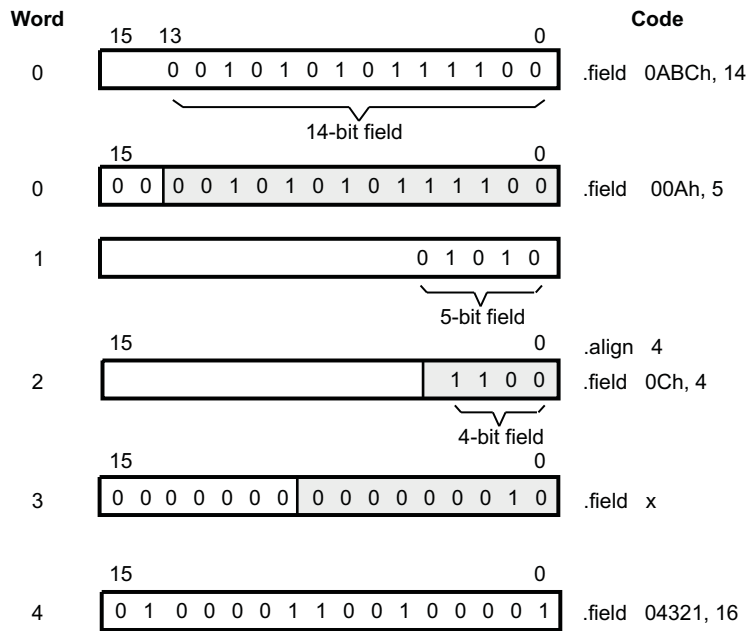 Word Code
15 13 0
0 0 0 1 0 1 0 1 0 1 1 1 1 0 0 .field 0ABCh, 14
14-bit field
15 0
0 0 0 0 0 1 0 1 0 1 0 1 1 1 1 0 0 .field 00Ah, 5
1 0 1 0 1 0
5-bit field
15 0 .align 4
2 1 1 0 0 .field 0Ch, 4
4-bit field
15 0
3 0 0 0 0 0 0 0 0 0 0 0 0 0 0 1 0 .field x
15 0
4 0 1 0 0 0 0 1 1 0 0 1 0 0 0 0 1 .field 04321, 16